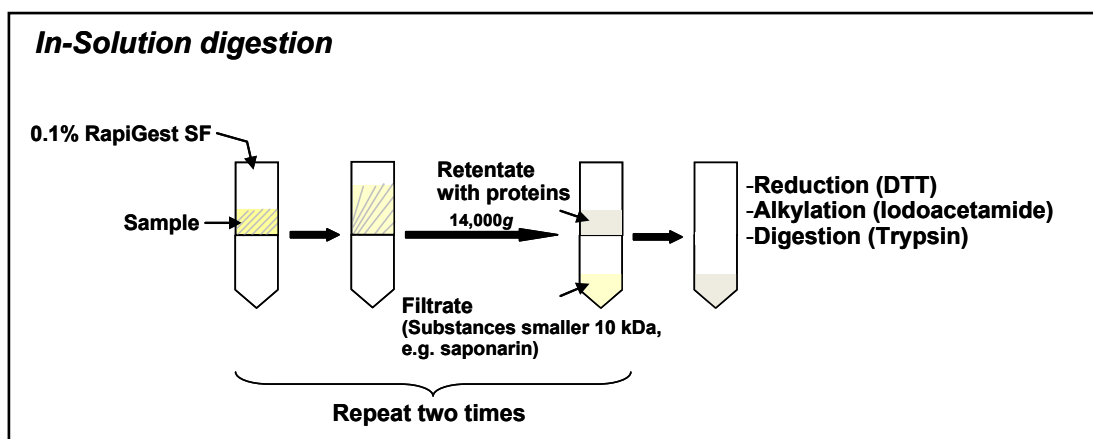 In-Solution digestion
0.1% RapiGest SF
Sample
Retentate
with proteins
14,000g
Filtrate
(Substances smaller 10 kDa,
e.g. saponarin)
Repeat two times
-Reduction (DTT)
-Alkylation (Iodoacetamide)
-Digestion (Trypsin)